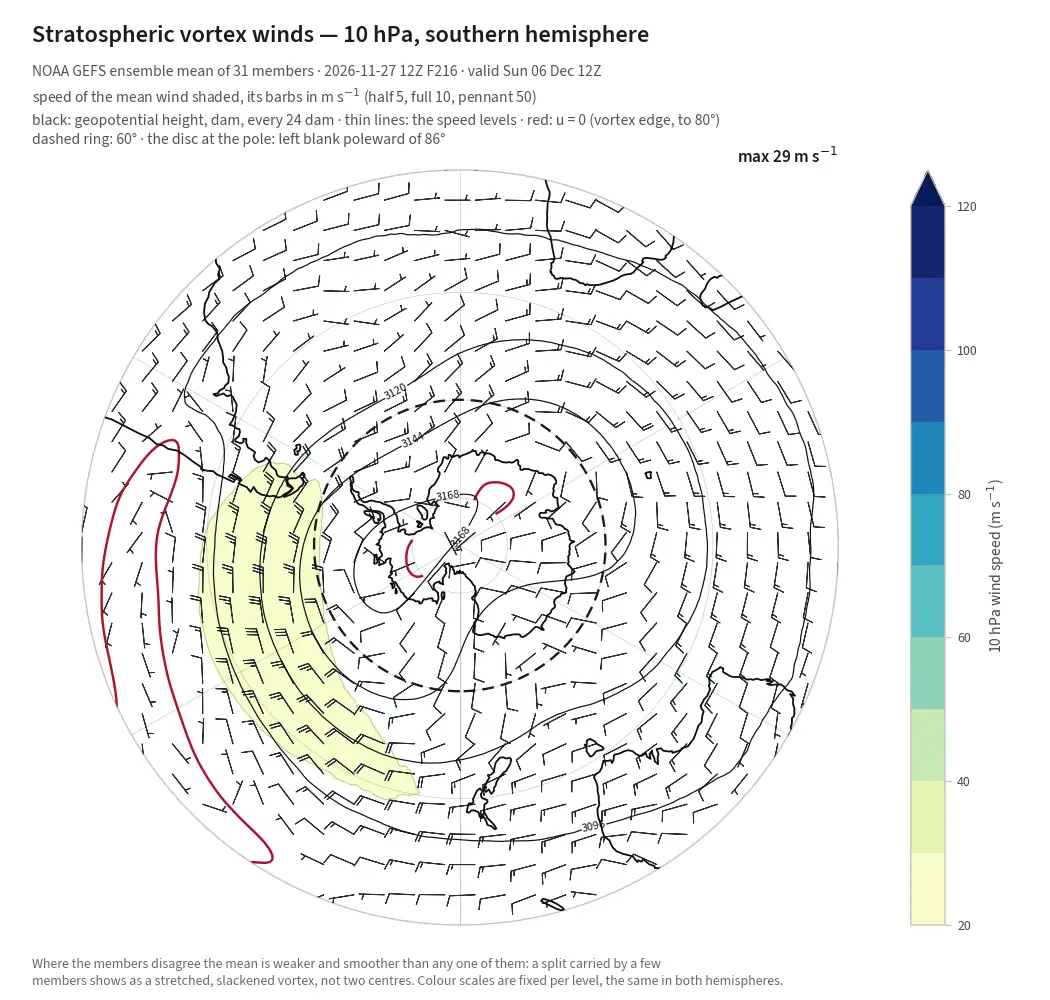 Stratospheric vortex winds — 10 hPa, southern hemisphere
NOAA GEFS ensemble mean of 31 members · 2026-11-27 12Z F216 · valid Sun 06 Dec 12Z
speed of the mean wind shaded, its barbs in m s⁻¹ (half 5, full 10, pennant 50)
black: geopotential height, dam, every 24 dam · thin lines: the speed levels · red: u = 0 (vortex edge, to 80°)
dashed ring: 60° · the disc at the pole: left blank poleward of 86°
max 29 m s⁻¹
120
100
80
60
40
20
10 hPa wind speed (m s⁻¹)
3120
3144
3168
3168
Where the members disagree the mean is weaker and smoother than any one of them: a split carried by a few
members shows as a stretched, slackened vortex, not two centres. Colour scales are fixed per level, the same in both hemispheres.